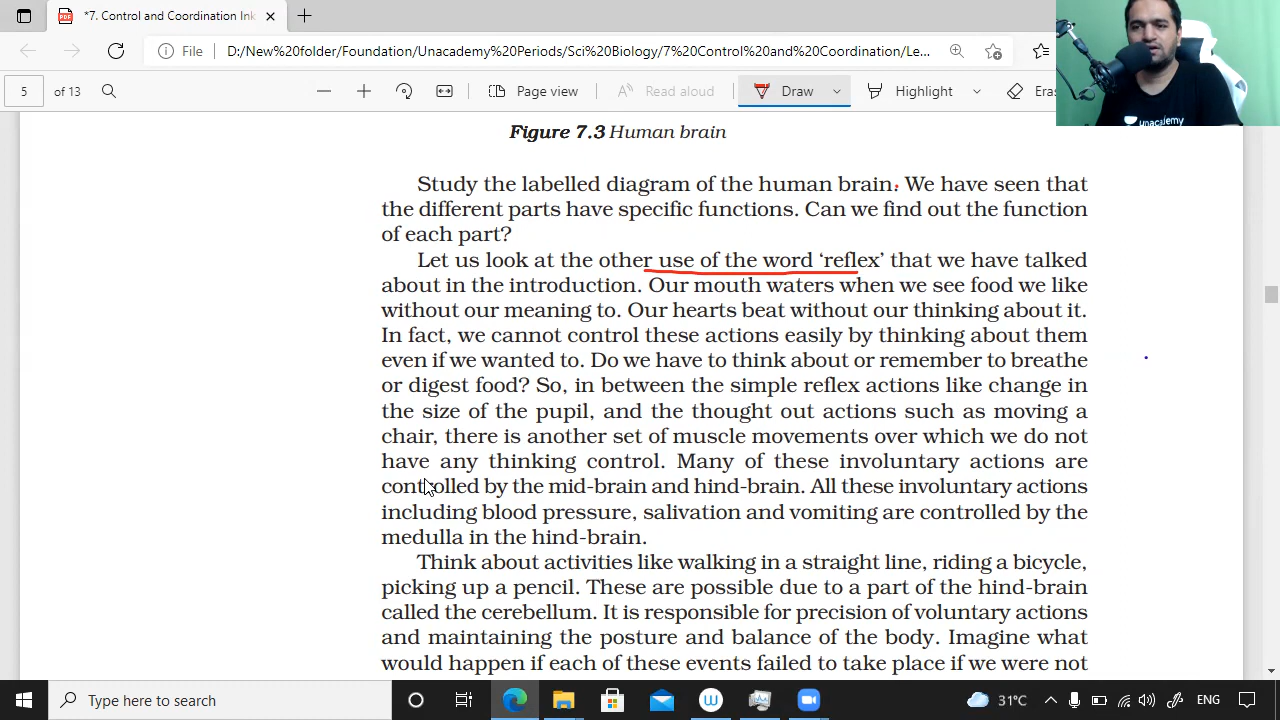 *7. Control and Coordination Ink
File
D:/New%20folder/Foundation/Unacademy%20Periods/Sci%20Biology/7%20Control%20and%20Coordination/Le...
5 of 13
Page view
Read aloud
Draw
Highlight
Eras
unacademy
Figure 7.3 Human brain
Study the labelled diagram of the human brain. We have seen that
the different parts have specific functions. Can we find out the function
of each part?
Let us look at the other use of the word ‘reflex’ that we have talked
about in the introduction. Our mouth waters when we see food we like
without our meaning to. Our hearts beat without our thinking about it.
In fact, we cannot control these actions easily by thinking about them
even if we wanted to. Do we have to think about or remember to breathe
or digest food? So, in between the simple reflex actions like change in
the size of the pupil, and the thought out actions such as moving a
chair, there is another set of muscle movements over which we do not
have any thinking control. Many of these involuntary actions are
controlled by the mid-brain and hind-brain. All these involuntary actions
including blood pressure, salivation and vomiting are controlled by the
medulla in the hind-brain.
Think about activities like walking in a straight line, riding a bicycle,
picking up a pencil. These are possible due to a part of the hind-brain
called the cerebellum. It is responsible for precision of voluntary actions
and maintaining the posture and balance of the body. Imagine what
would happen if each of these events failed to take place if we were not
Type here to search
31°C
ENG